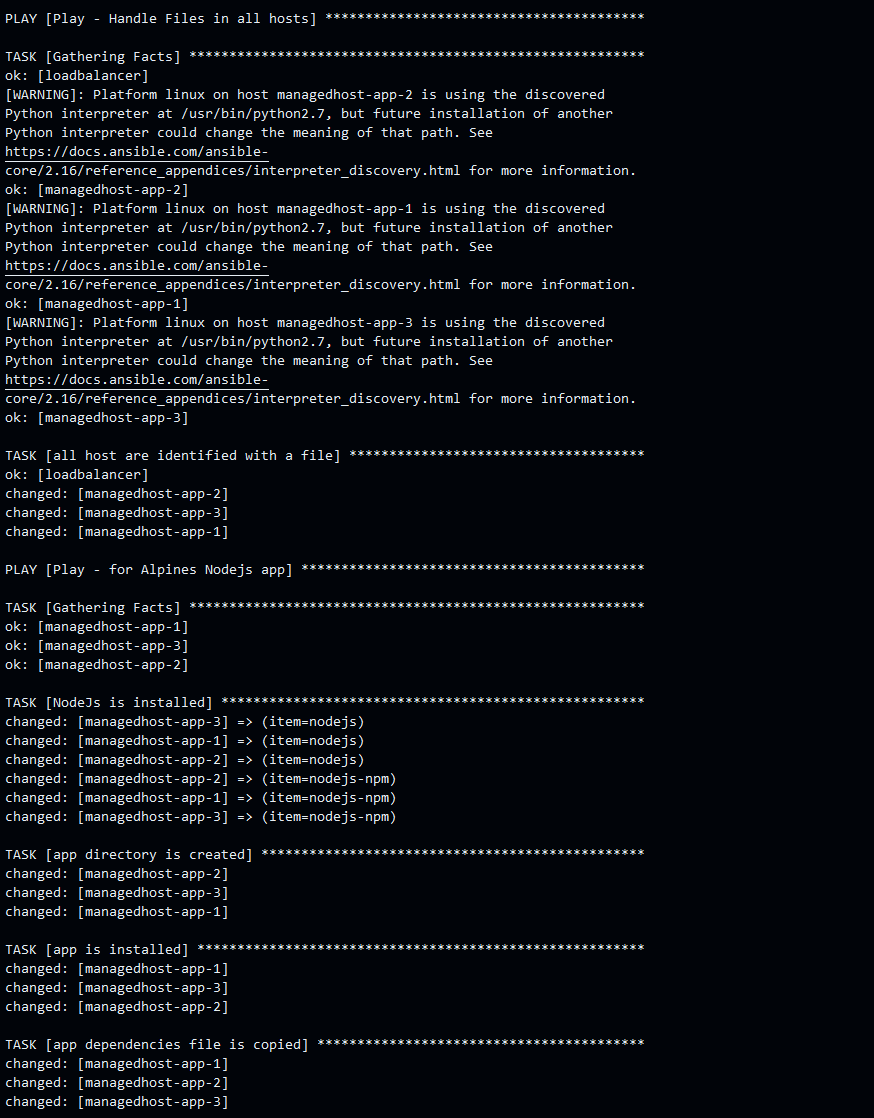 PLAY [Play - Handle Files in all hosts] ****************************************
TASK [Gathering Facts] *********************************************************
ok: [loadbalancer]
[WARNING]: Platform linux on host managedhost-app-2 is using the discovered
Python interpreter at /usr/bin/python2.7, but future installation of another
Python interpreter could change the meaning of that path. See
https://docs.ansible.com/ansible-
core/2.16/reference_appendices/interpreter_discovery.html for more information.
ok: [managedhost-app-2]
[WARNING]: Platform linux on host managedhost-app-1 is using the discovered
Python interpreter at /usr/bin/python2.7, but future installation of another
Python interpreter could change the meaning of that path. See
https://docs.ansible.com/ansible-
core/2.16/reference_appendices/interpreter_discovery.html for more information.
ok: [managedhost-app-1]
[WARNING]: Platform linux on host managedhost-app-3 is using the discovered
Python interpreter at /usr/bin/python2.7, but future installation of another
Python interpreter could change the meaning of that path. See
https://docs.ansible.com/ansible-
core/2.16/reference_appendices/interpreter_discovery.html for more information.
ok: [managedhost-app-3]
TASK [all host are identified with a file] *************************************
ok: [loadbalancer]
changed: [managedhost-app-2]
changed: [managedhost-app-3]
changed: [managedhost-app-1]
PLAY [Play - for Alpines Nodejs app] *******************************************
TASK [Gathering Facts] *********************************************************
ok: [managedhost-app-1]
ok: [managedhost-app-3]
ok: [managedhost-app-2]
TASK [NodeJs is installed] *****************************************************
changed: [managedhost-app-3] => (item=nodejs)
changed: [managedhost-app-1] => (item=nodejs)
changed: [managedhost-app-2] => (item=nodejs)
changed: [managedhost-app-2] => (item=nodejs-npm)
changed: [managedhost-app-1] => (item=nodejs-npm)
changed: [managedhost-app-3] => (item=nodejs-npm)
TASK [app directory is created] ************************************************
changed: [managedhost-app-2]
changed: [managedhost-app-3]
changed: [managedhost-app-1]
TASK [app is installed] ********************************************************
changed: [managedhost-app-1]
changed: [managedhost-app-3]
changed: [managedhost-app-2]
TASK [app dependencies file is copied] *****************************************
changed: [managedhost-app-1]
changed: [managedhost-app-2]
changed: [managedhost-app-3]